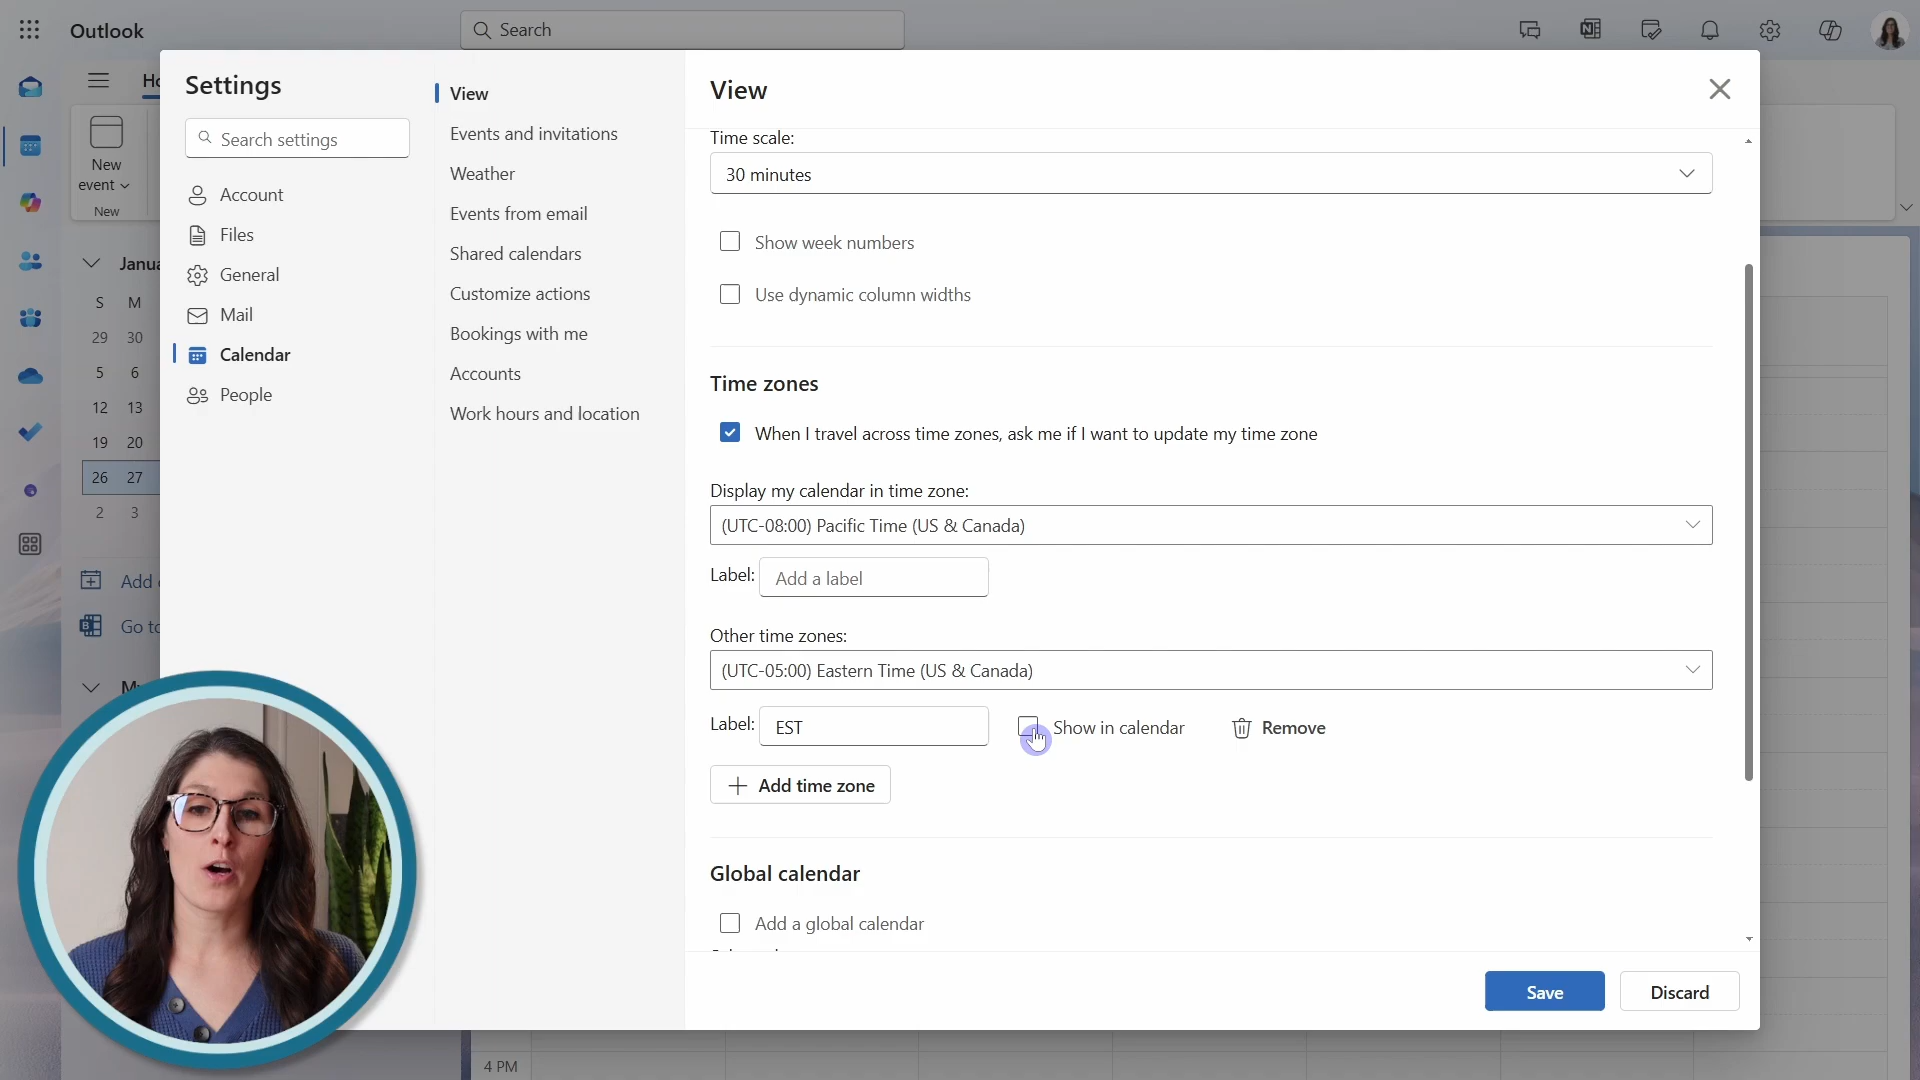 Outlook
Search
Ho
New
event
New
Janua
S M
29 30
5 6
12 13
19 20
26 27
2 3
Add
Go to
My
Settings
Search settings
Account
Files
General
Mail
Calendar
People
View
Events and invitations
Weather
Events from email
Shared calendars
Customize actions
Bookings with me
Accounts
Work hours and location
View
Time scale:
30 minutes
Show week numbers
Use dynamic column widths
Time zones
When I travel across time zones, ask me if I want to update my time zone
Display my calendar in time zone:
(UTC-08:00) Pacific Time (US & Canada)
Label: Add a label
Other time zones:
(UTC-05:00) Eastern Time (US & Canada)
Label: EST Show in calendar Remove
Add time zone
Global calendar
Add a global calendar
Save Discard
4 PM